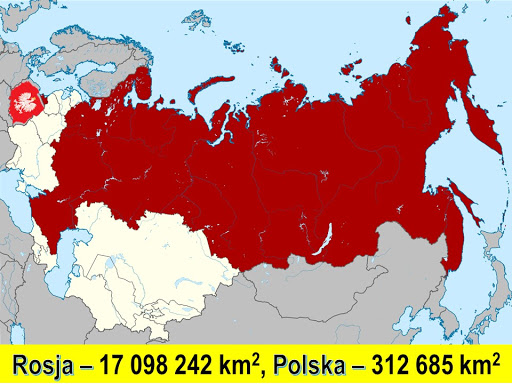 Rosja – 17 098 242 km², Polska – 312 685 km²